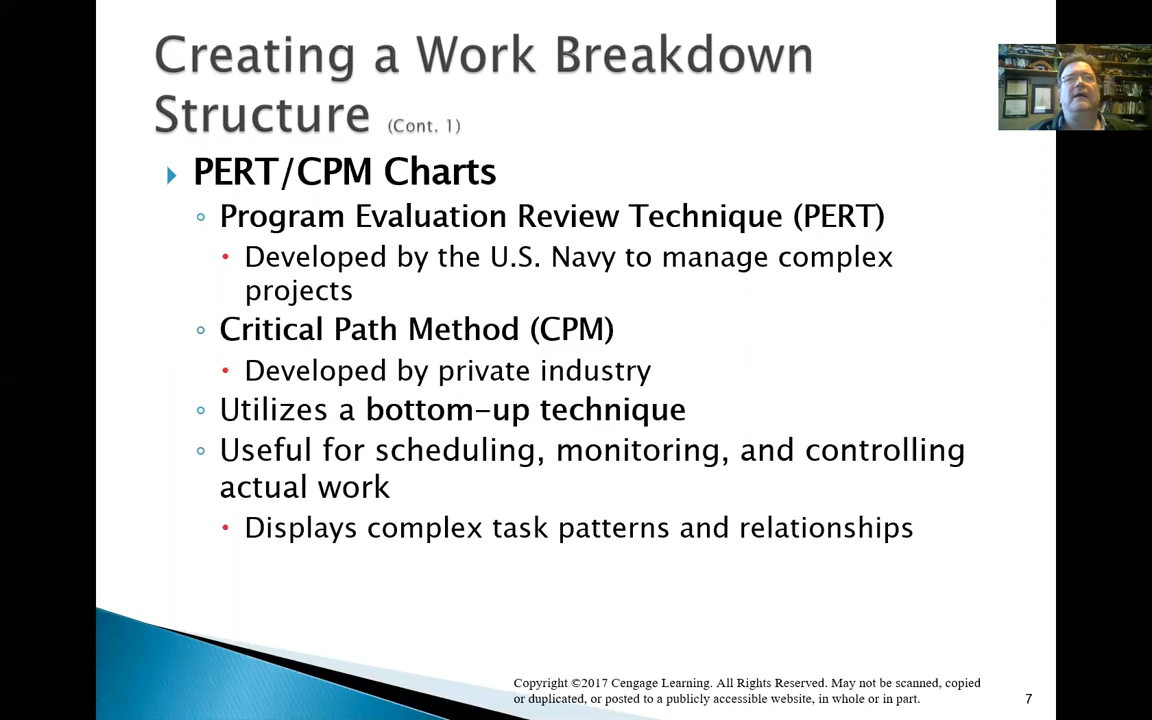 Creating a Work Breakdown
Structure (Cont. 1)
PERT/CPM Charts
Program Evaluation Review Technique (PERT)
Developed by the U.S. Navy to manage complex
projects
Critical Path Method (CPM)
Developed by private industry
Utilizes a bottom-up technique
Useful for scheduling, monitoring, and controlling
actual work
Displays complex task patterns and relationships
Copyright ©2017 Cengage Learning. All Rights Reserved. May not be scanned, copied
or duplicated, or posted to a publicly accessible website, in whole or in part.
7